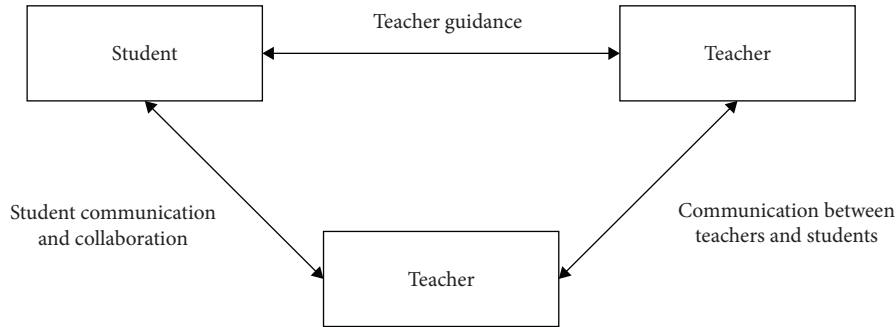 Teacher guidance
Student
Teacher
Student communication
and collaboration
Communication between
teachers and students
Teacher